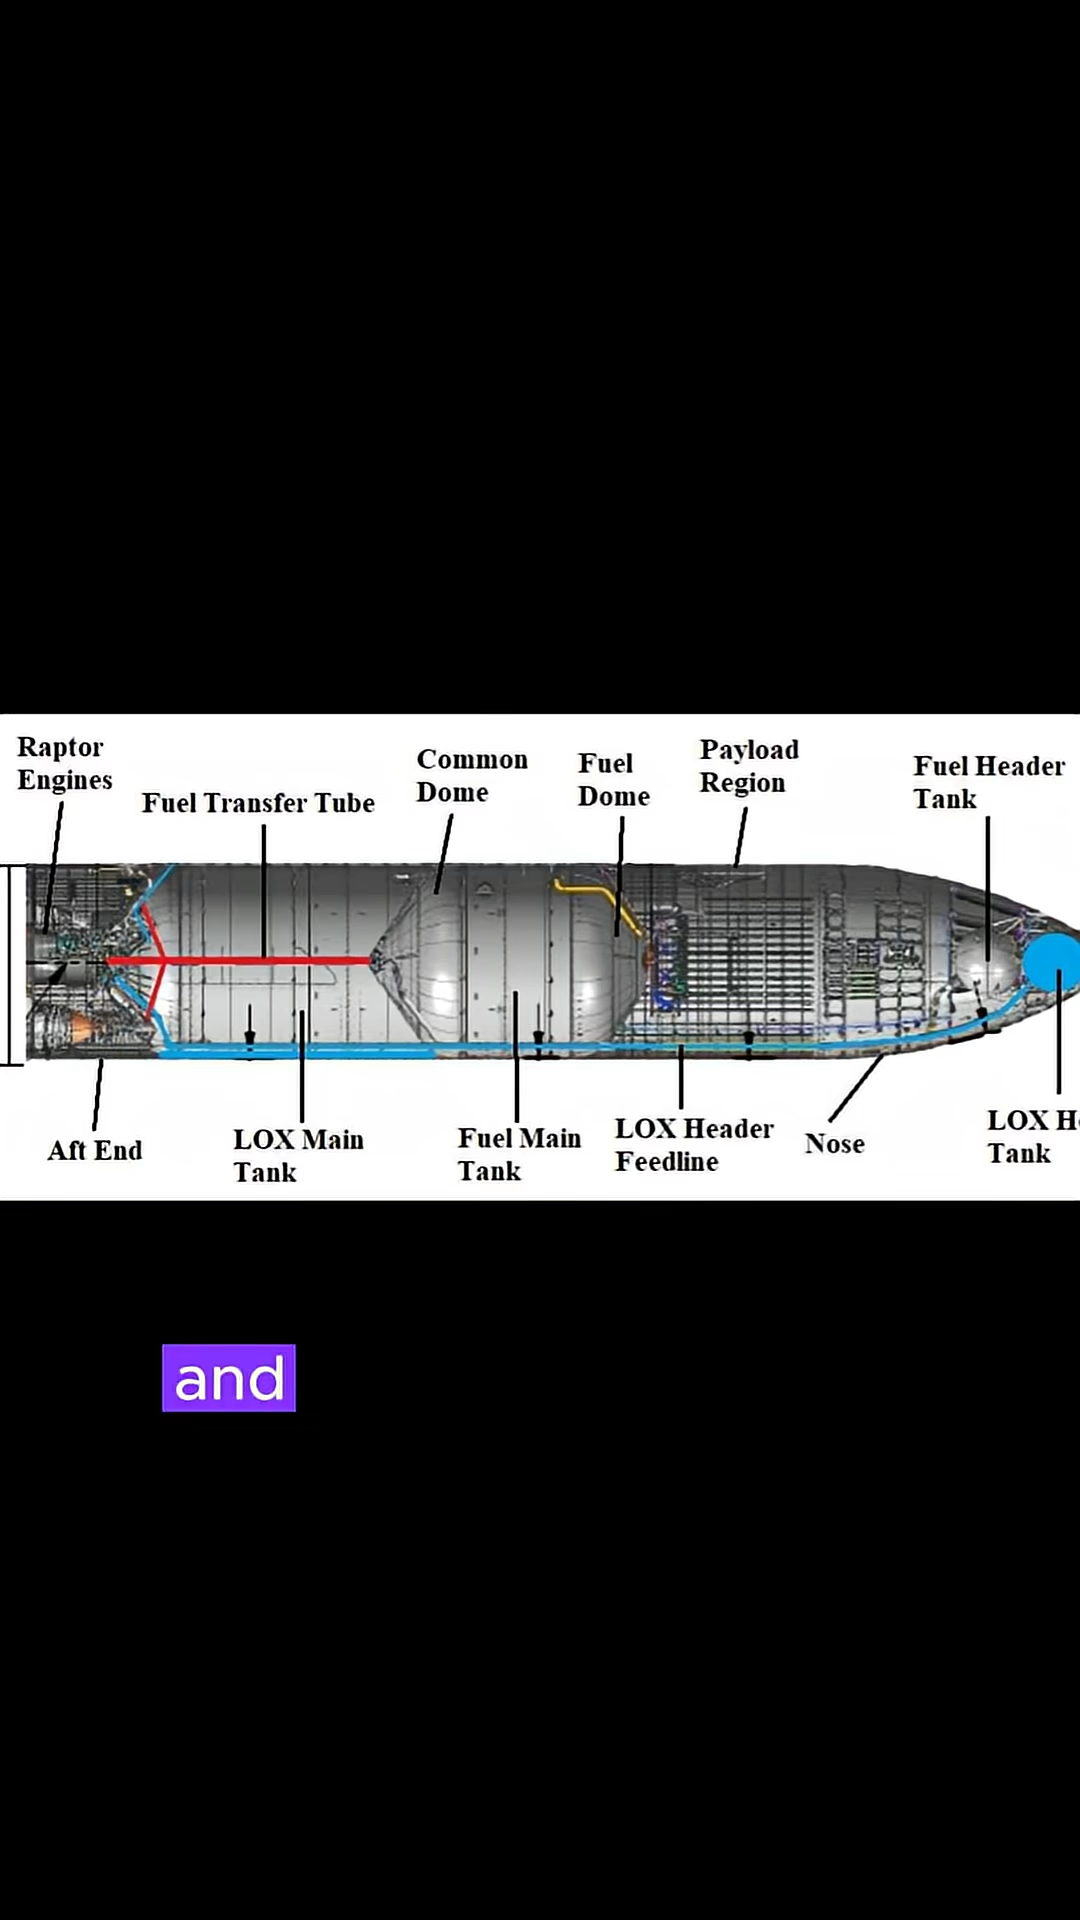 Raptor
Engines
Fuel Transfer Tube
Common
Dome
Fuel
Dome
Payload
Region
Fuel Header
Tank
Aft End
LOX Main
Tank
Fuel Main
Tank
LOX Header
Feedline
Nose
LOX
Tank
and